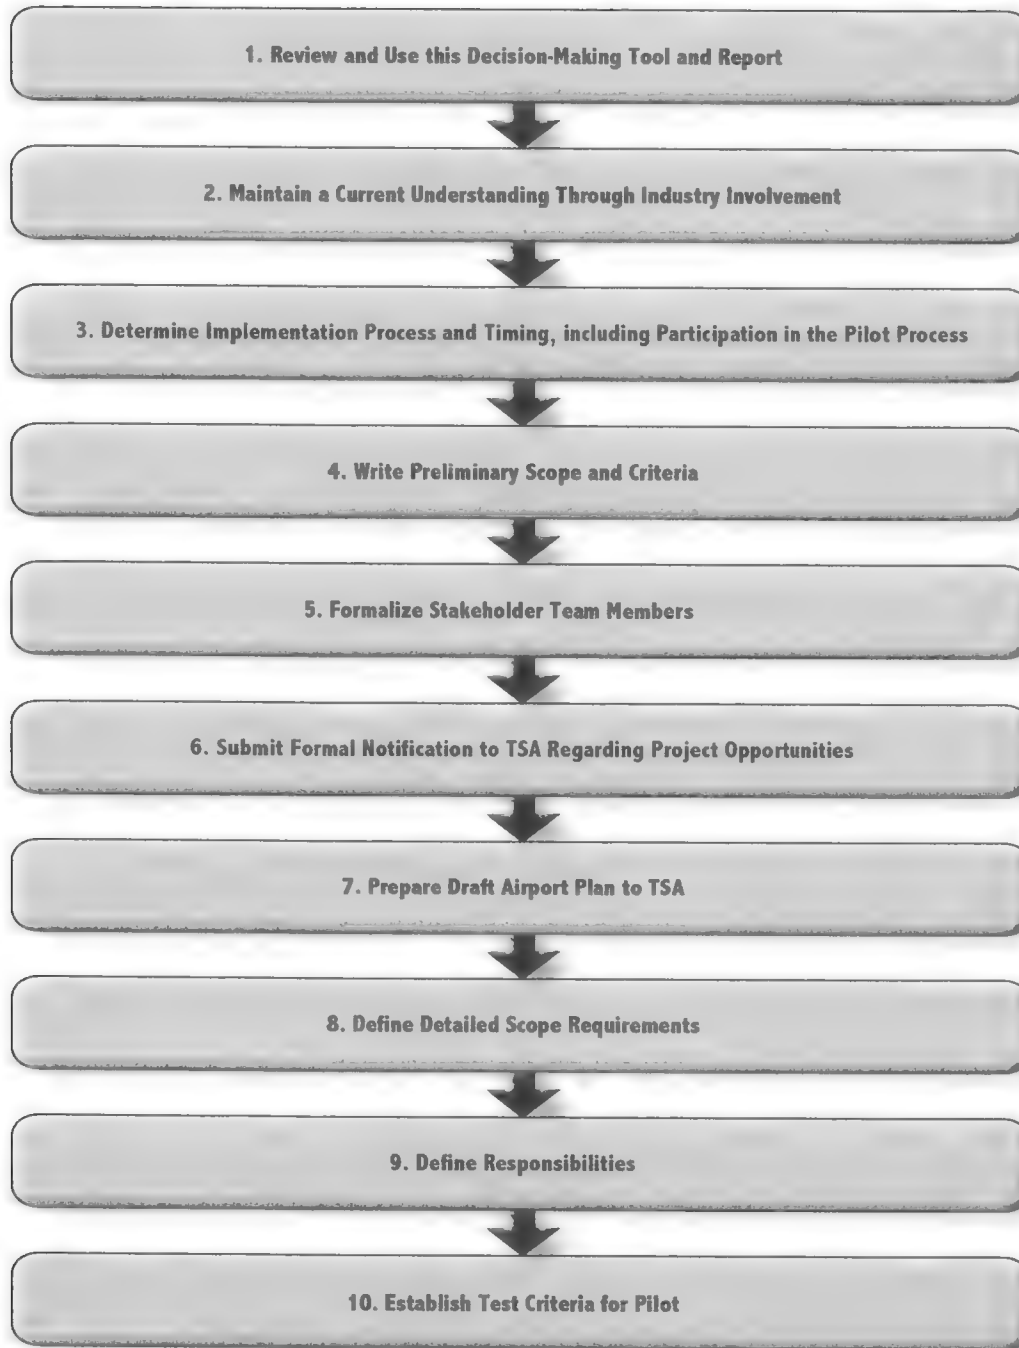 1. Review and Use this Decision-Making Tool and Report
2. Maintain a Current Understanding Through Industry Involvement
3. Determine Implementation Process and Timing, including Participation in the Pilot Process
4. Write Preliminary Scope and Criteria
5. Formalize Stakeholder Team Members
6. Submit Formal Notification to TSA Regarding Project Opportunities
7. Prepare Draft Airport Plan to TSA
8. Define Detailed Scope Requirements
9. Define Responsibilities
10. Establish Test Criteria for Pilot